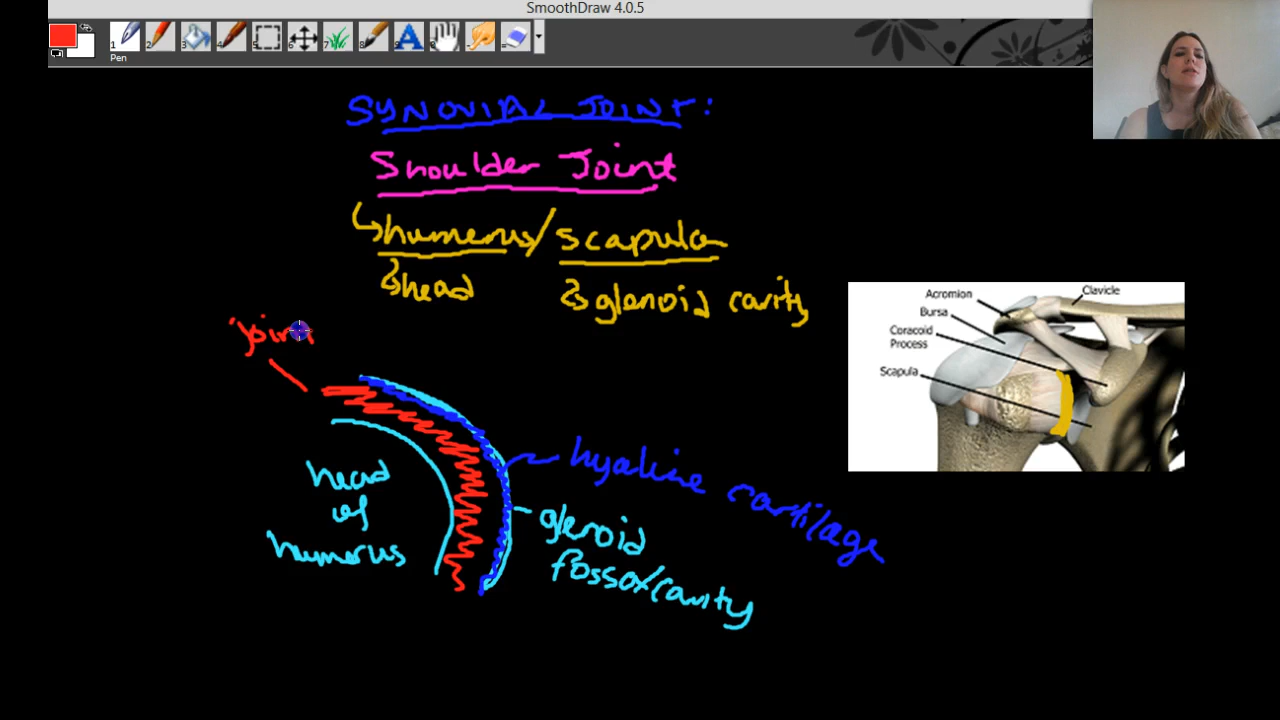 SmoothDraw 4.0.5
Pen
SYNOVIAL JOINT:
Shoulder Joint
humerus/scapula
head
glenoid cavity
Acromion
Clavicle
Bursa
Coracoid
Process
Scapula
joint
head
of
humerus
hyaline cartilage
glenoid
fossa/cavity